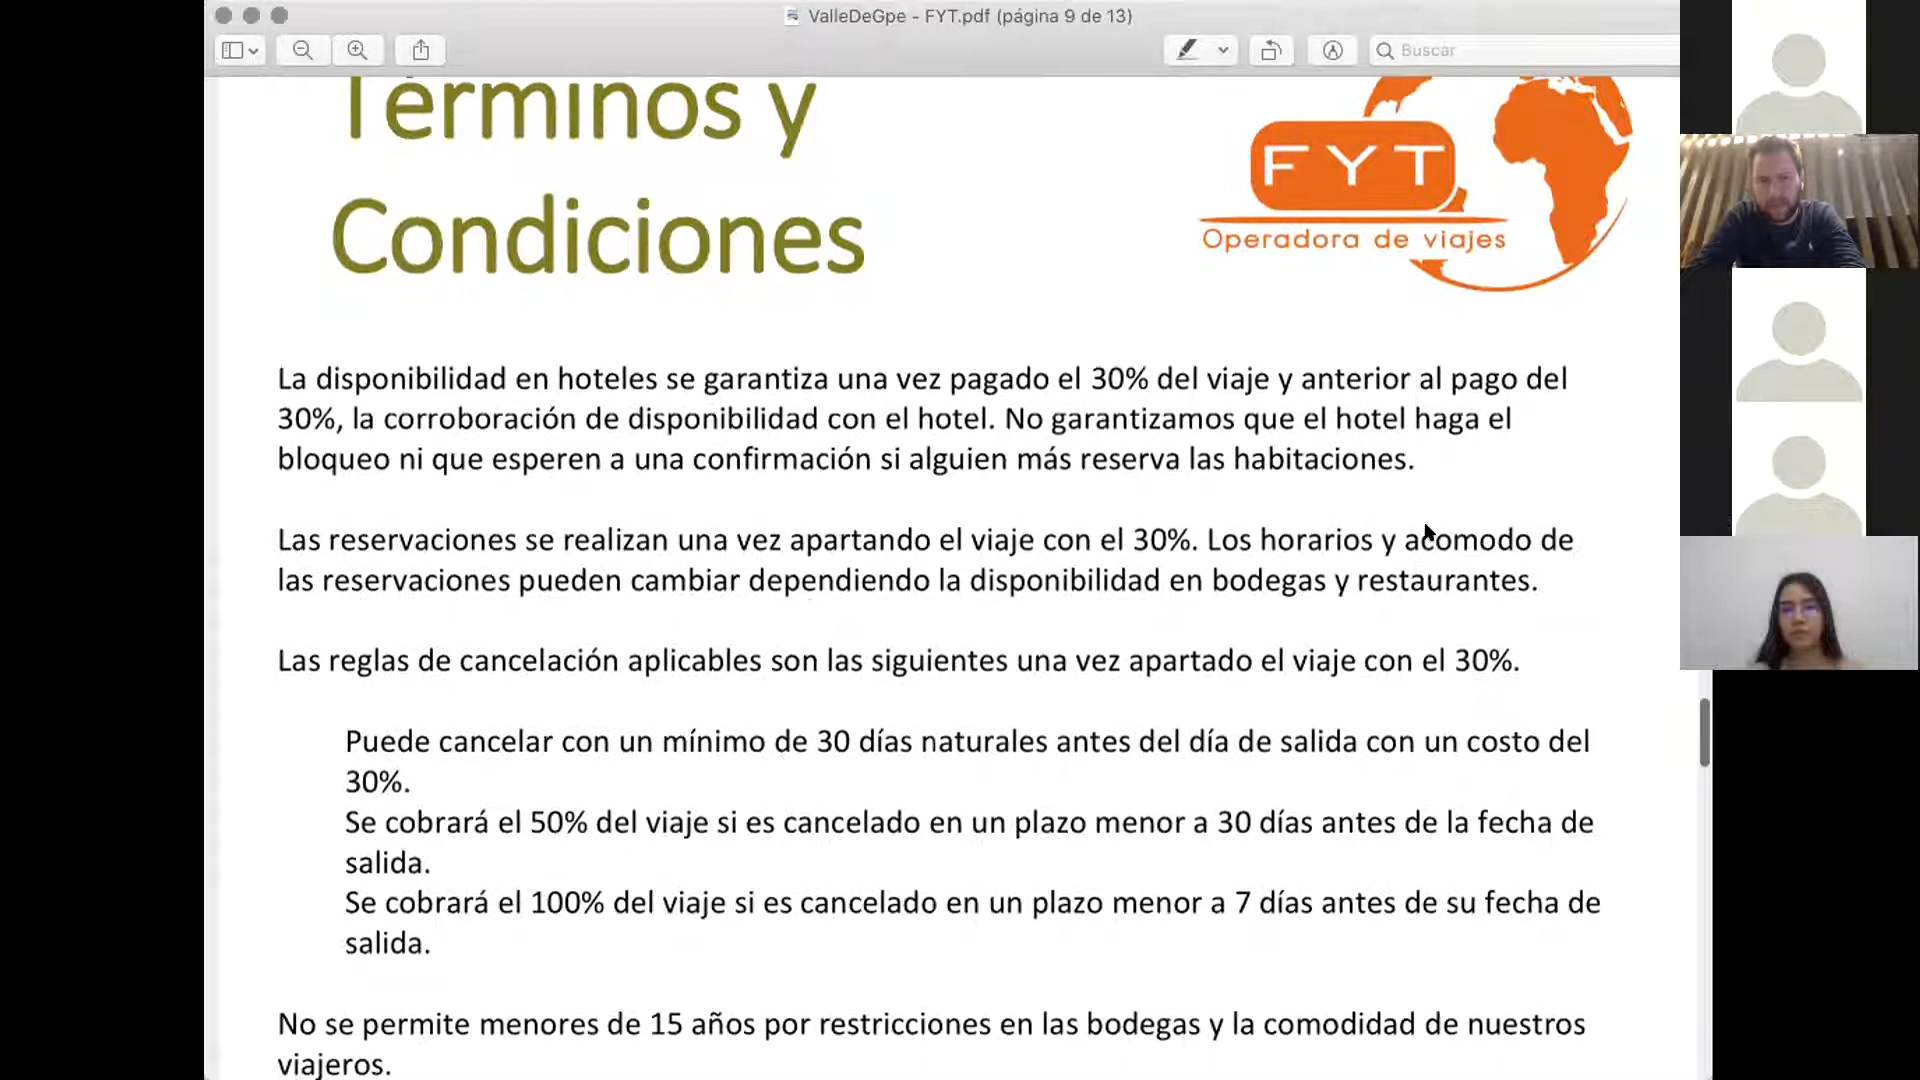 ValleDeGpe - FYT.pdf (página 9 de 13)
Buscar
Términos y
Condiciones
FYT
Operadora de viajes
La disponibilidad en hoteles se garantiza una vez pagado el 30% del viaje y anterior al pago del
30%, la corroboración de disponibilidad con el hotel. No garantizamos que el hotel haga el
bloqueo ni que esperen a una confirmación si alguien más reserva las habitaciones.
Las reservaciones se realizan una vez apartando el viaje con el 30%. Los horarios y acomodo de
las reservaciones pueden cambiar dependiendo la disponibilidad en bodegas y restaurantes.
Las reglas de cancelación aplicables son las siguientes una vez apartado el viaje con el 30%.
Puede cancelar con un mínimo de 30 días naturales antes del día de salida con un costo del
30%.
Se cobrará el 50% del viaje si es cancelado en un plazo menor a 30 días antes de la fecha de
salida.
Se cobrará el 100% del viaje si es cancelado en un plazo menor a 7 días antes de su fecha de
salida.
No se permite menores de 15 años por restricciones en las bodegas y la comodidad de nuestros
viajeros.